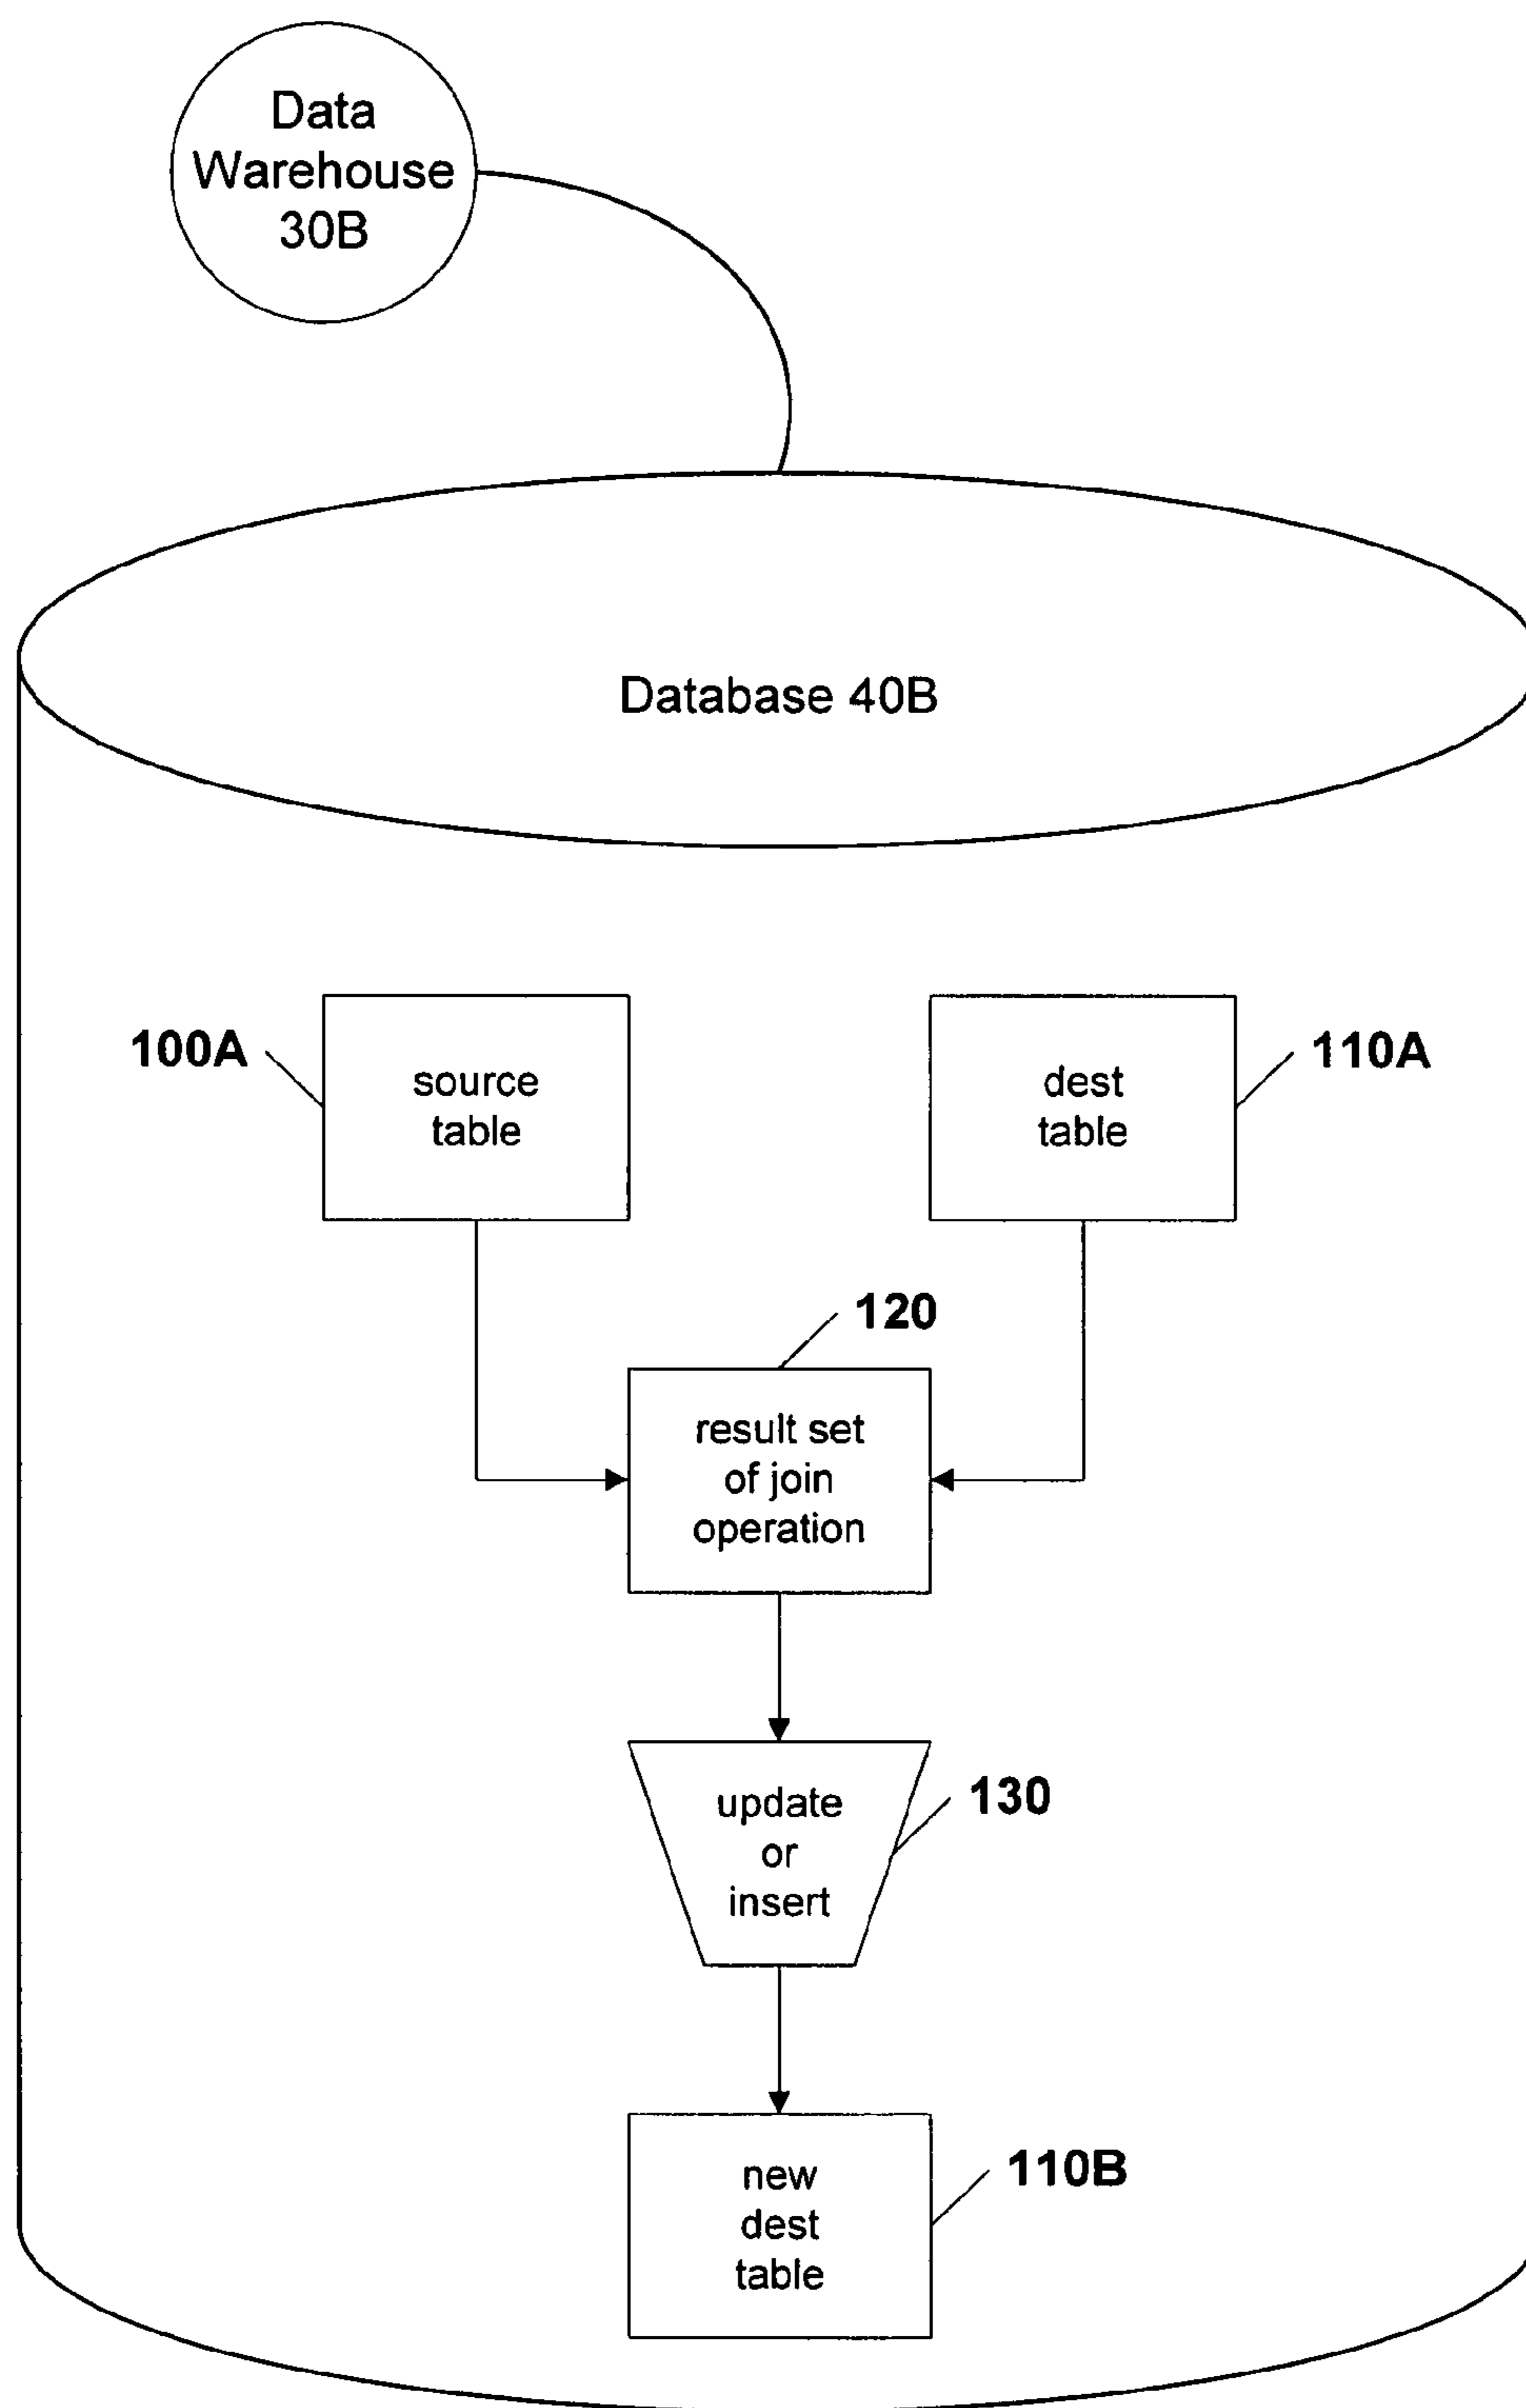 Data
Warehouse
30B
Database 40B
100A
source
table
dest
table
110A
120
result set
of join
operation
update
or
insert
130
new
dest
table
110B